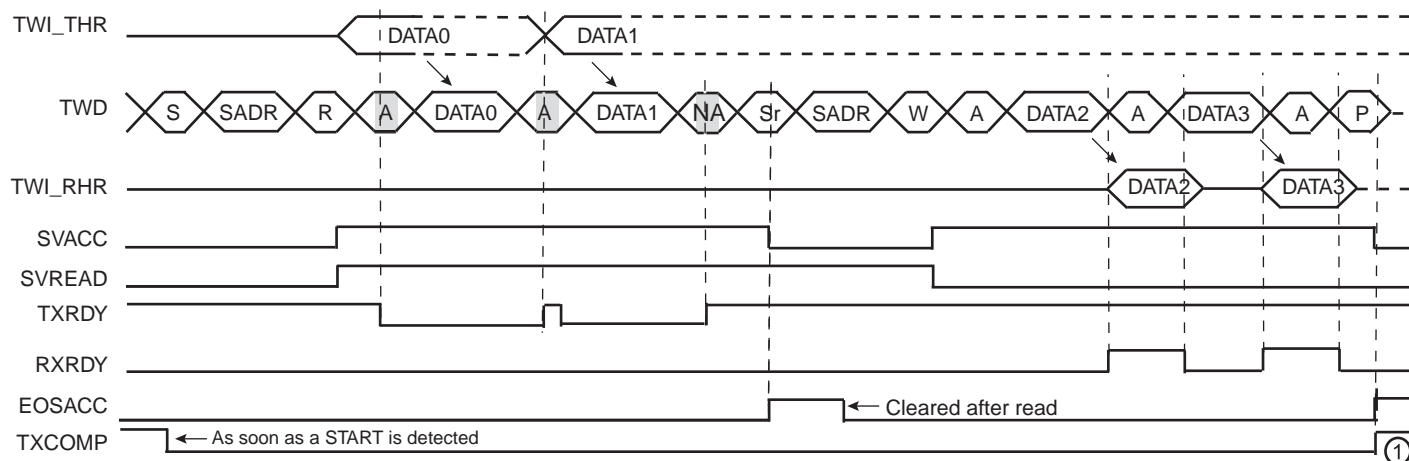 TWI_THR DATA0 DATA1
TWD S SADR R A DATA0 A DATA1 NA Sr SADR W A DATA2 A DATA3 A P
TWI_RHR DATA2 DATA3
SVACC
SVREAD
TXRDY
RXRDY
EOSACC Cleared after read
TXCOMP As soon as a START is detected 1